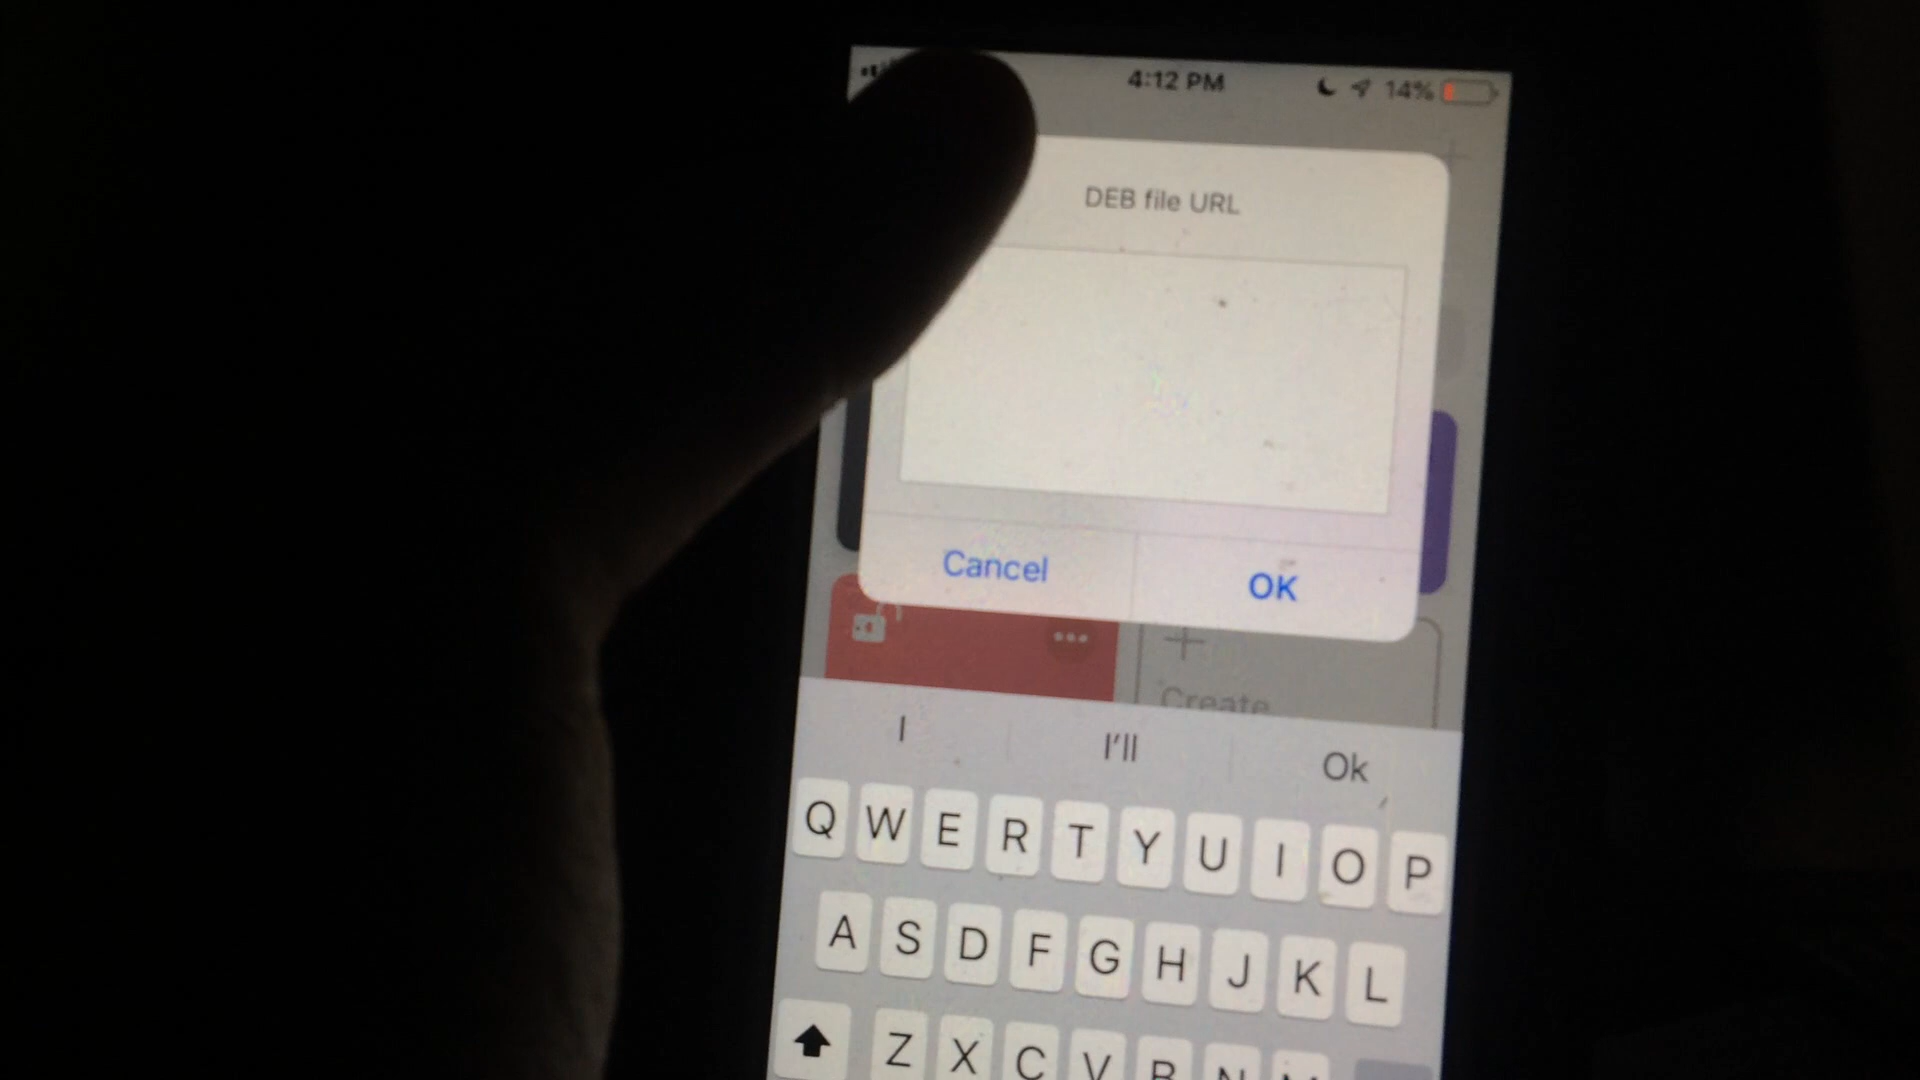 4:12 PM 14%
DEB file URL
Cancel OK
Create
I I'll Ok
Q W E R T Y U I O P
A S D F G H J K L
Z X C V B N M